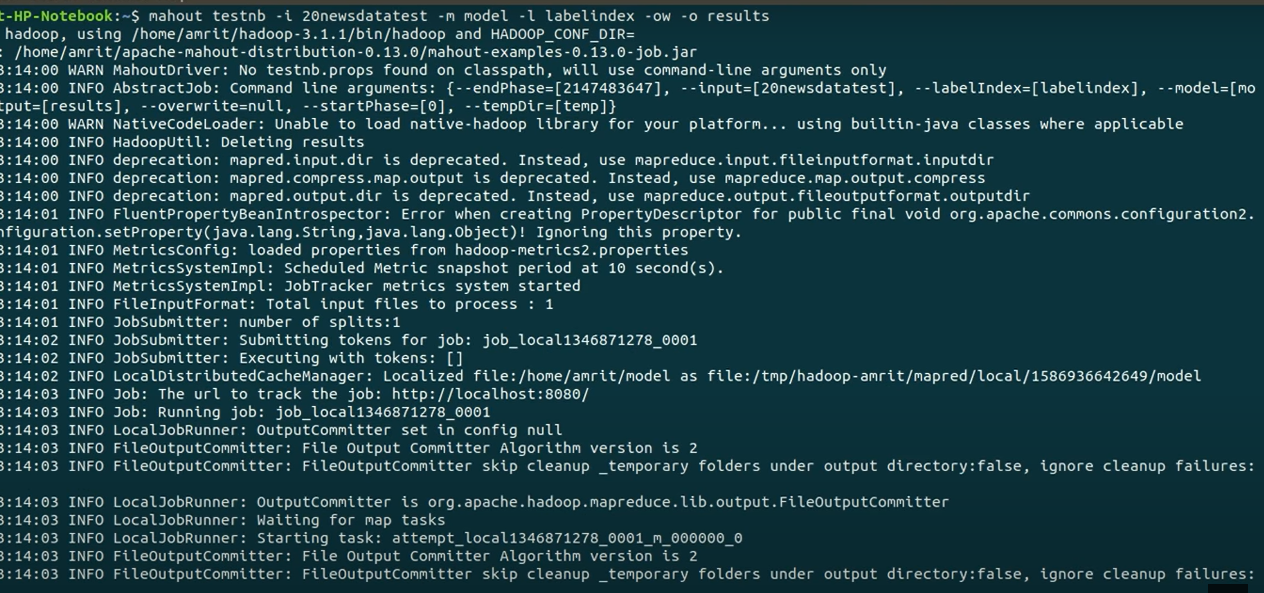 t-HP-Notebook:~$ mahout testnb -i 20newsdatatest -m model -l labelindex -ow -o results
hadoop, using /home/amrit/hadoop-3.1.1/bin/hadoop and HADOOP_CONF_DIR=
: /home/amrit/apache-mahout-distribution-0.13.0/mahout-examples-0.13.0-job.jar
3:14:00 WARN MahoutDriver: No testnb.props found on classpath, will use command-line arguments only
3:14:00 INFO AbstractJob: Command line arguments: {--endPhase=[2147483647], --input=[20newsdatatest], --labelIndex=[labelindex], --model=[mo
tput=[results], --overwrite=null, --startPhase=[0], --tempDir=[temp]}
3:14:00 WARN NativeCodeLoader: Unable to load native-hadoop library for your platform... using builtin-java classes where applicable
3:14:00 INFO HadoopUtil: Deleting results
3:14:00 INFO deprecation: mapred.input.dir is deprecated. Instead, use mapreduce.input.fileinputformat.inputdir
3:14:00 INFO deprecation: mapred.compress.map.output is deprecated. Instead, use mapreduce.map.output.compress
3:14:00 INFO deprecation: mapred.output.dir is deprecated. Instead, use mapreduce.output.fileoutputformat.outputdir
3:14:01 INFO FluentPropertyBeanIntrospector: Error when creating PropertyDescriptor for public final void org.apache.commons.configuration2.
nfiguration.setProperty(java.lang.String,java.lang.Object)! Ignoring this property.
3:14:01 INFO MetricsConfig: loaded properties from hadoop-metrics2.properties
3:14:01 INFO MetricsSystemImpl: Scheduled Metric snapshot period at 10 second(s).
3:14:01 INFO MetricsSystemImpl: JobTracker metrics system started
3:14:01 INFO FileInputFormat: Total input files to process : 1
3:14:01 INFO JobSubmitter: number of splits:1
3:14:02 INFO JobSubmitter: Submitting tokens for job: job_local1346871278_0001
3:14:02 INFO JobSubmitter: Executing with tokens: []
3:14:02 INFO LocalDistributedCacheManager: Localized file:/home/amrit/model as file:/tmp/hadoop-amrit/mapred/local/1586936642649/model
3:14:03 INFO Job: The url to track the job: http://localhost:8080/
3:14:03 INFO Job: Running job: job_local1346871278_0001
3:14:03 INFO LocalJobRunner: OutputCommitter set in config null
3:14:03 INFO FileOutputCommitter: File Output Committer Algorithm version is 2
3:14:03 INFO FileOutputCommitter: FileOutputCommitter skip cleanup _temporary folders under output directory:false, ignore cleanup failures:
3:14:03 INFO LocalJobRunner: OutputCommitter is org.apache.hadoop.mapreduce.lib.output.FileOutputCommitter
3:14:03 INFO LocalJobRunner: Waiting for map tasks
3:14:03 INFO LocalJobRunner: Starting task: attempt_local1346871278_0001_m_000000_0
3:14:03 INFO FileOutputCommitter: File Output Committer Algorithm version is 2
3:14:03 INFO FileOutputCommitter: FileOutputCommitter skip cleanup _temporary folders under output directory:false, ignore cleanup failures: